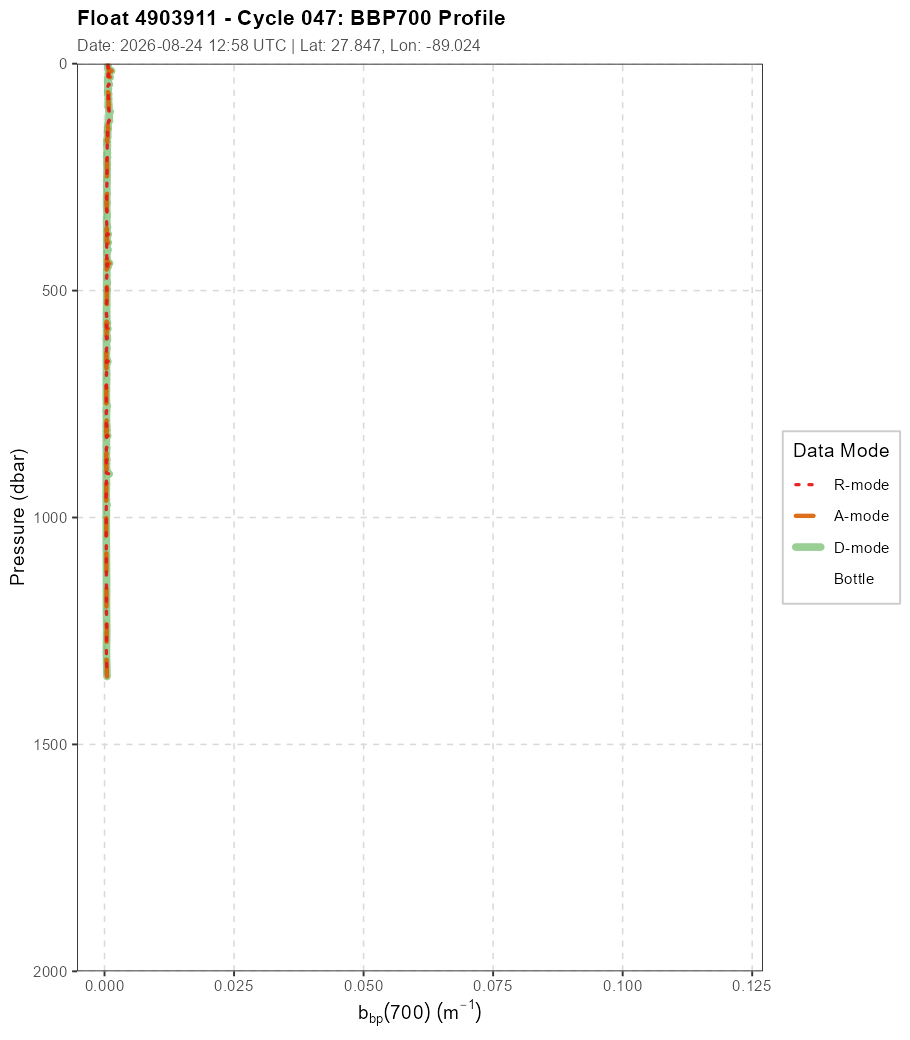 Float 4903911 - Cycle 047: BBP700 Profile
Date: 2026-08-24 12:58 UTC | Lat: 27.847, Lon: -89.024
0
500
1000
1500
2000
Pressure (dbar)
0.000 0.025 0.050 0.075 0.100 0.125
b_bp(700) (m⁻¹)
Data Mode
R-mode
A-mode
D-mode
Bottle